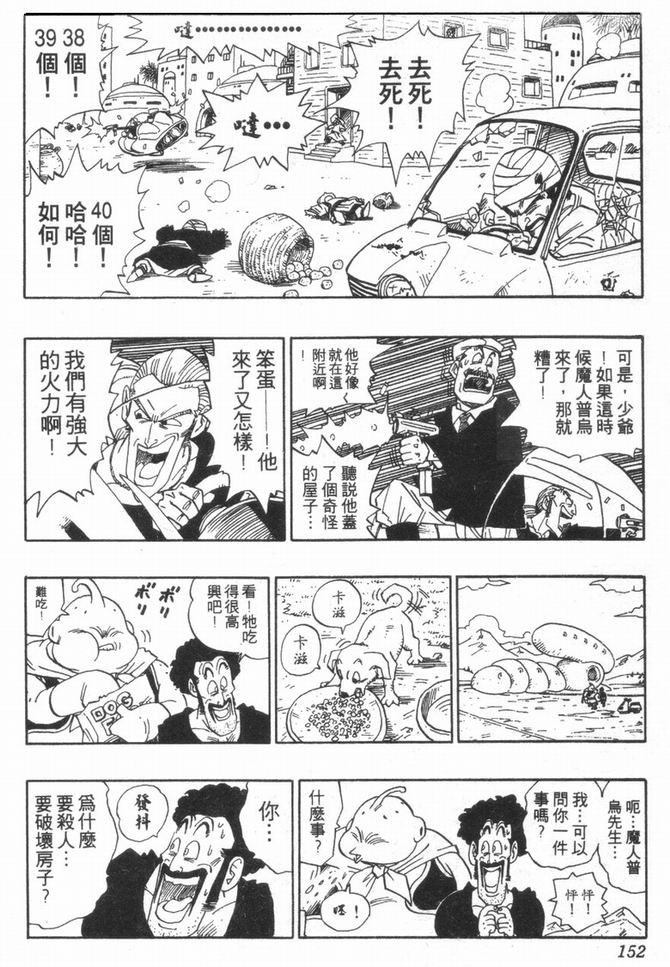 去死！
去死！
噠………………
噠…
38個！
39個！
40個！
哈哈！
如何！
可是，少爺
！如果這時
候魔人普烏
來了，那就
糟了！
他好像
就在這
附近啊
！
聽說他蓋
了個奇怪
的屋子…
笨蛋——！他
來了又怎樣！
我們有強大
的火力啊！
卡滋
卡滋
看！牠吃
得很高
興吧！
ボリ
ボリ
難吃！
DOG
呃…魔人普
烏先生…
怦！
怦！
我…可以
問你一件
事嗎？
什麼事？
你…
發抖
為什麼
要殺人…
要破壞房子？
152